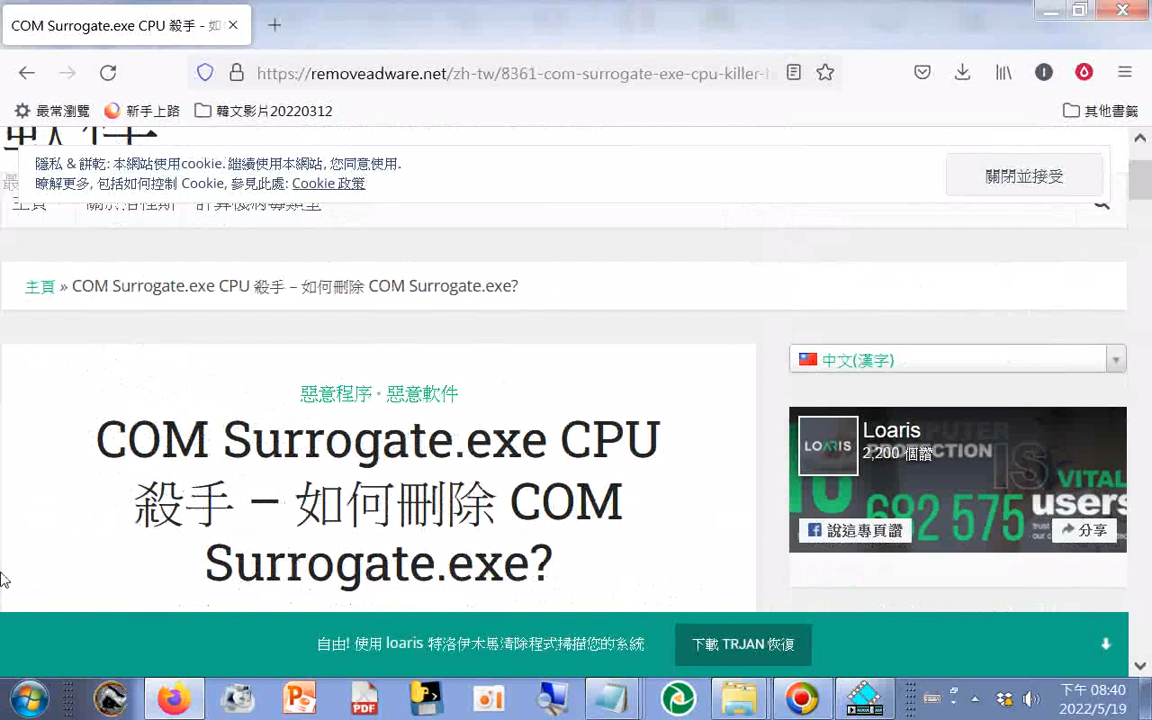 COM Surrogate.exe CPU 殺手 - 如
https://removeadware.net/zh-tw/8361-com-surrogate-exe-cpu-killer-
最常瀏覽 新手上路 韓文影片20220312 其他書籤
隱私 & 餅乾: 本網站使用cookie. 繼續使用本網站, 您同意使用.
瞭解更多, 包括如何控制 Cookie, 參見此處: Cookie 政策
關閉並接受
主頁 » COM Surrogate.exe CPU 殺手 – 如何刪除 COM Surrogate.exe?
中文(漢字)
惡意程序 • 惡意軟件
COM Surrogate.exe CPU
殺手 – 如何刪除 COM
Surrogate.exe?
LOARIS
Loaris
2,200 個讚
PROTECTION
IS VITAL
10 692 575 users
說這專頁讚
分享
自由! 使用 loaris 特洛伊木馬清除程式掃描您的系統
下載 TRJAN 恢復
下午 08:40
2022/5/19